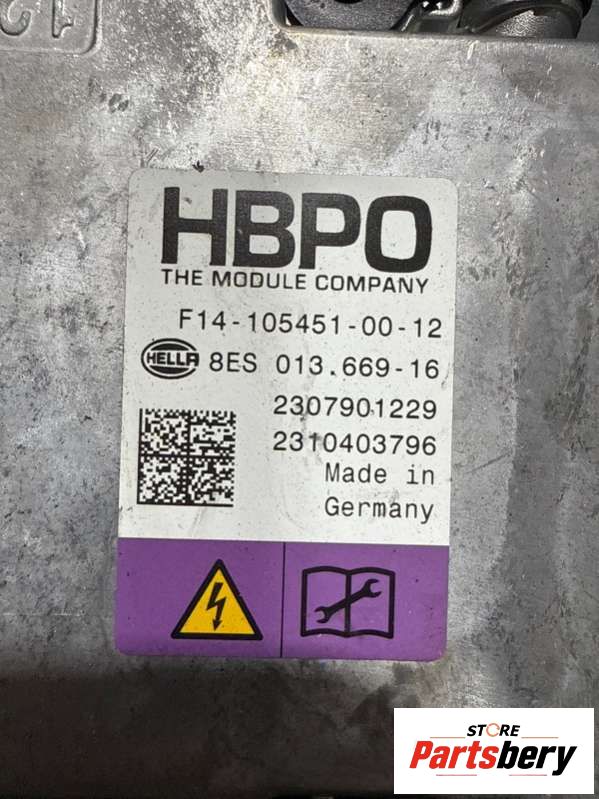 HBPO
THE MODULE COMPANY
F14-105451-00-12
HELLA 8ES 013.669-16
2307901229
2310403796
Made in
Germany
STORE
Partsbery